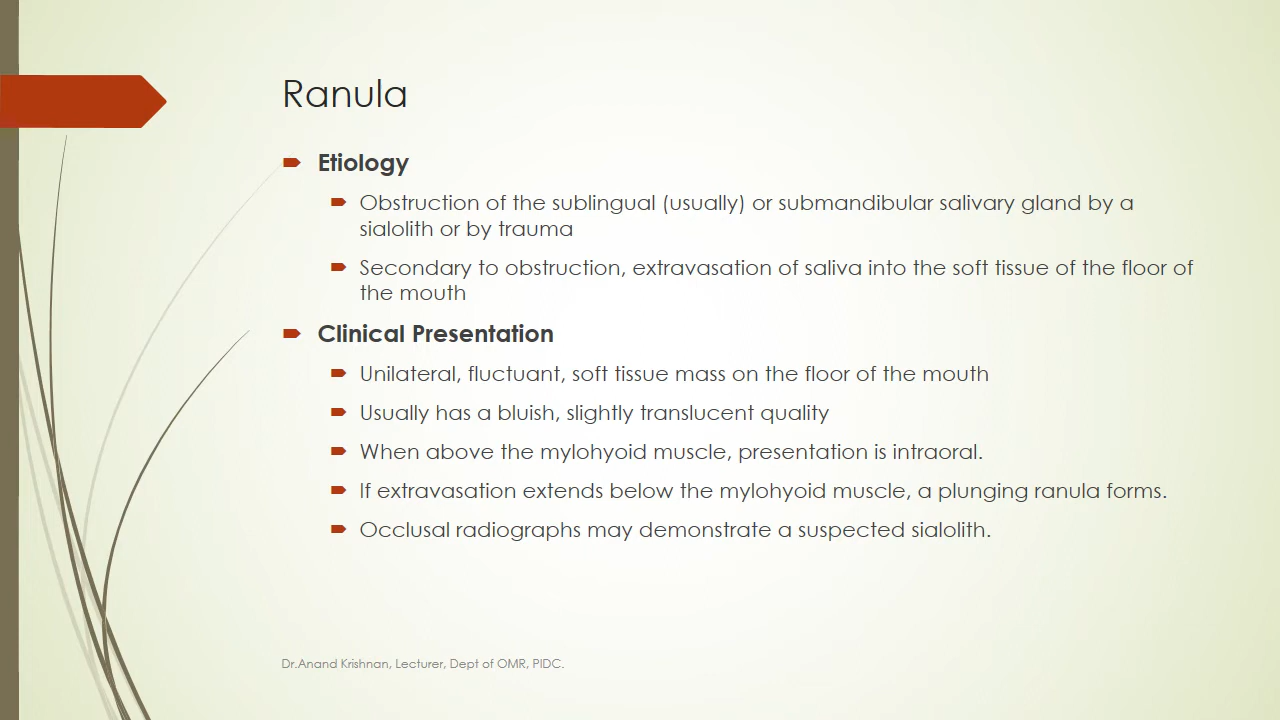 Ranula
Etiology
Obstruction of the sublingual (usually) or submandibular salivary gland by a
sialolith or by trauma
Secondary to obstruction, extravasation of saliva into the soft tissue of the floor of
the mouth
Clinical Presentation
Unilateral, fluctuant, soft tissue mass on the floor of the mouth
Usually has a bluish, slightly translucent quality
When above the mylohyoid muscle, presentation is intraoral.
If extravasation extends below the mylohyoid muscle, a plunging ranula forms.
Occlusal radiographs may demonstrate a suspected sialolith.
Dr.Anand Krishnan, Lecturer, Dept of OMR, PIDC.